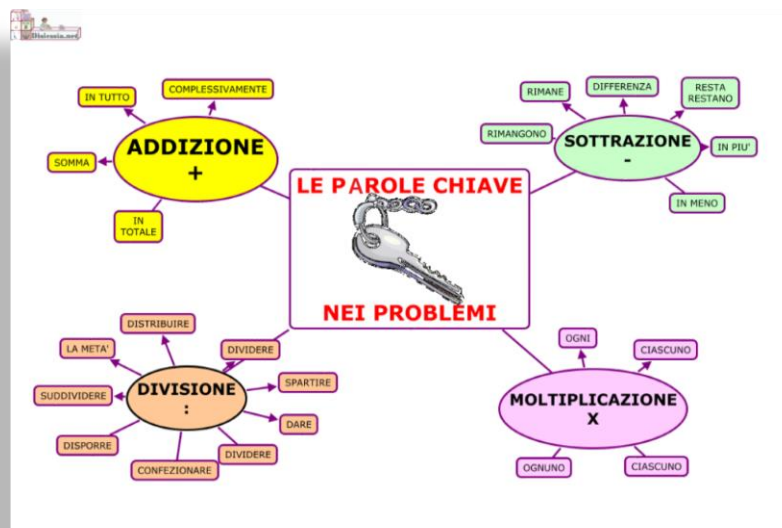 Dislessia.net
LE PAROLE CHIAVE
NEI PROBLEMI
ADDIZIONE
+
IN TUTTO
COMPLESSIVAMENTE
SOMMA
IN
TOTALE
SOTTRAZIONE
-
RIMANE
DIFFERENZA
RESTA
RESTANO
RIMANGONO
IN PIU'
IN MENO
DIVISIONE
:
DISTRIBUIRE
LA META'
DIVIDERE
SUDDIVIDERE
SPARTIRE
DARE
DISPORRE
DIVIDERE
CONFEZIONARE
MOLTIPLICAZIONE
X
OGNI
CIASCUNO
OGNUNO
CIASCUNO